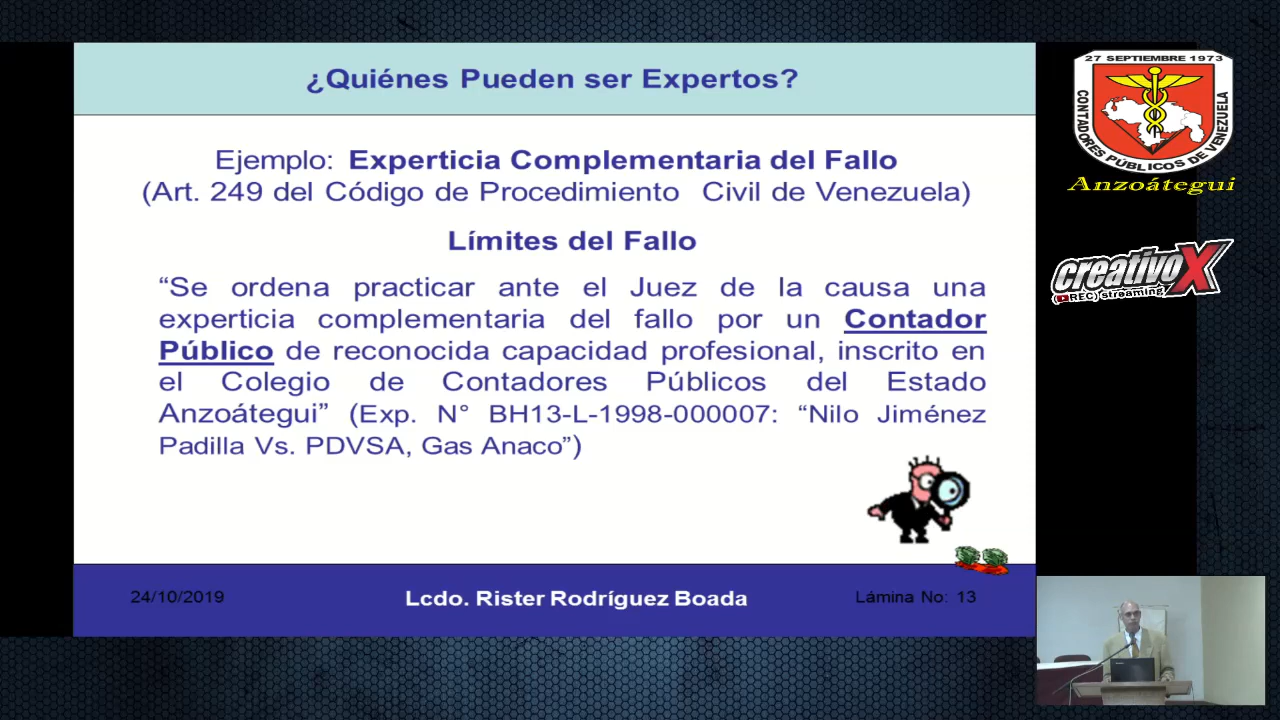 ¿Quiénes Pueden ser Expertos?
Ejemplo: Experticia Complementaria del Fallo
(Art. 249 del Código de Procedimiento Civil de Venezuela)
Límites del Fallo
“Se ordena practicar ante el Juez de la causa una
experticia complementaria del fallo por un Contador
Público de reconocida capacidad profesional, inscrito en
el Colegio de Contadores Públicos del Estado
Anzoátegui” (Exp. N° BH13-L-1998-000007: “Nilo Jiménez
Padilla Vs. PDVSA, Gas Anaco”)
24/10/2019
Lcdo. Rister Rodríguez Boada
Lámina No: 13
27 SEPTIEMBRE 1973
CONTADORES PÚBLICOS DE VENEZUELA
Anzoátegui
creativoX
(REC) streaming